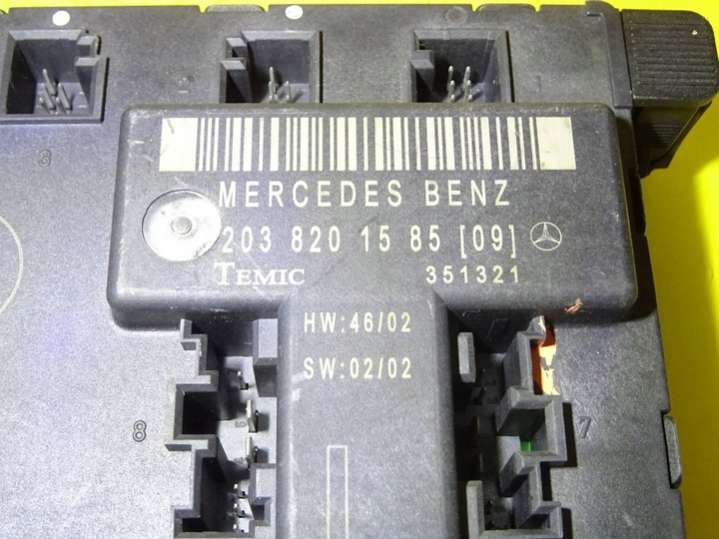 MERCEDES BENZ
203 820 15 85 [09]
TEMIC 351321
HW:46/02
SW:02/02
8
8
7